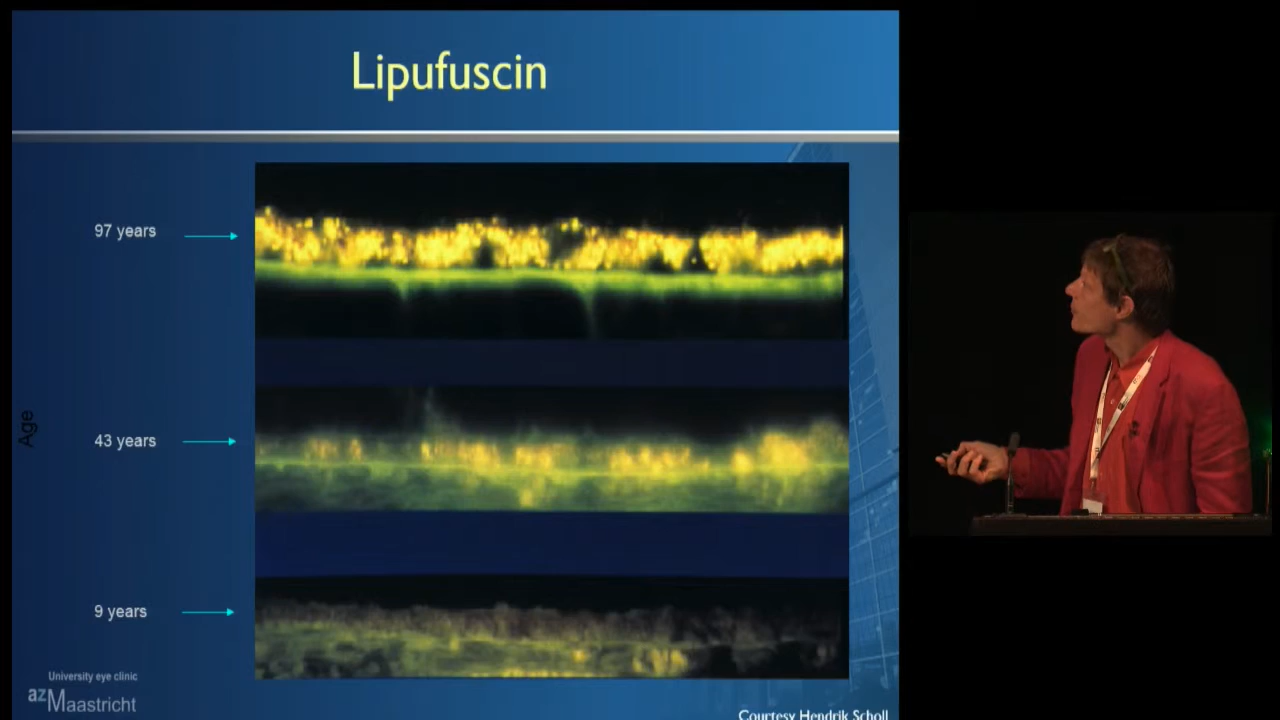 Lipufuscin
97 years
43 years
Age
9 years
University eye clinic
azMaastricht
Courtesy Hendrik Scholl